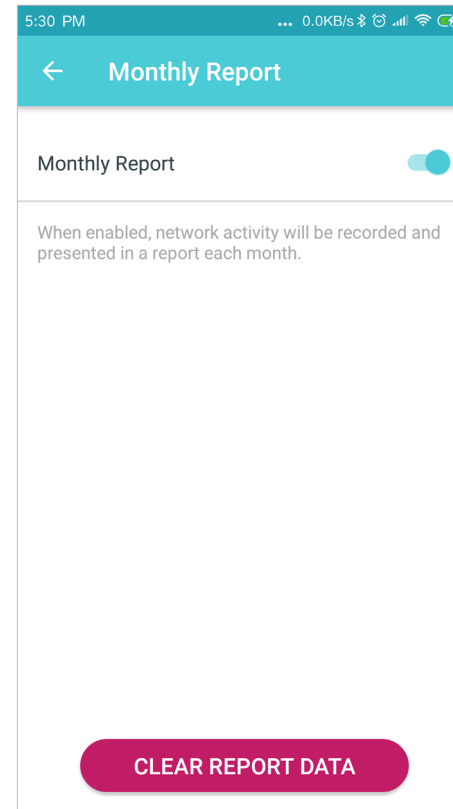 5:30 PM ... 0.0KB/s
Monthly Report
Monthly Report
When enabled, network activity will be recorded and
presented in a report each month.
CLEAR REPORT DATA